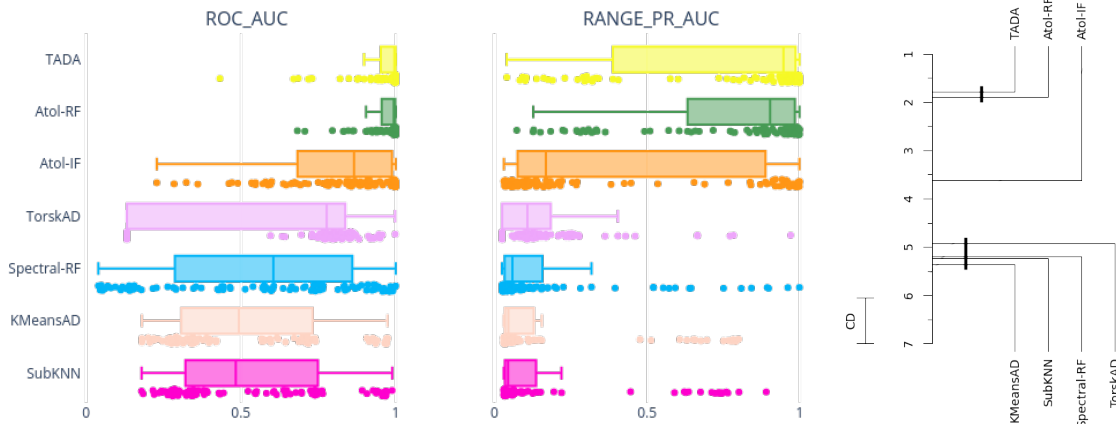 ROC_AUC
RANGE_PR_AUC
TADA
Atol-RF
Atol-IF
TorskAD
Spectral-RF
KMeansAD
SubKNN
0
0.5
1
0
0.5
1
TADA
Atol-RF
Atol-IF
1
2
3
4
5
6
7
CD
KMeansAD
SubKNN
Spectral-RF
TorskAD